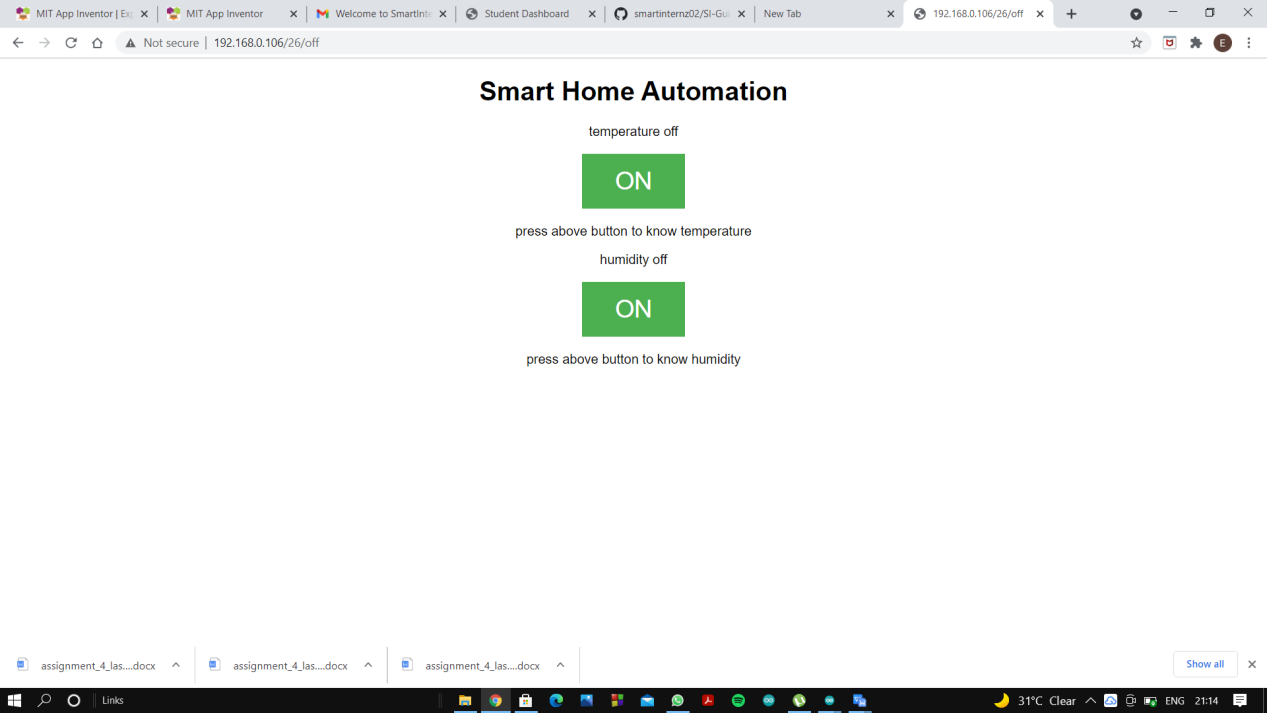 MIT App Inventor | Exp
MIT App Inventor
Welcome to SmartInte
Student Dashboard
smartinternz02/SI-Gui
New Tab
192.168.0.106/26/off
Not secure | 192.168.0.106/26/off
E
Smart Home Automation
temperature off
ON
press above button to know temperature
humidity off
ON
press above button to know humidity
assignment_4_las....docx
assignment_4_las....docx
assignment_4_las....docx
Show all
Links
31°C Clear
ENG
21:14